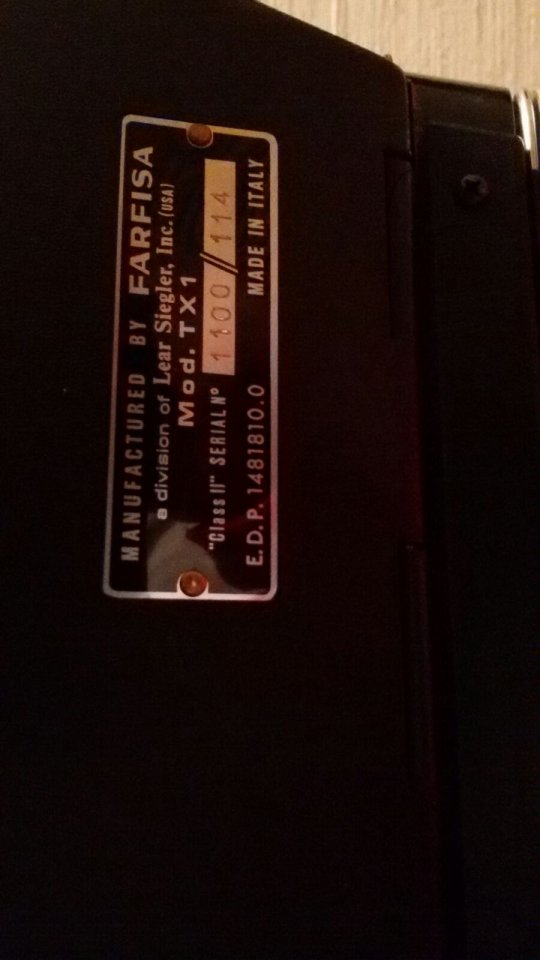 MANUFACTURED BY FARFISA
a division of Lear Siegler, Inc. (USA)
Mod. TX1
"Class II" SERIAL Nº 1100//114
E.D.P. 1481810.0 MADE IN ITALY